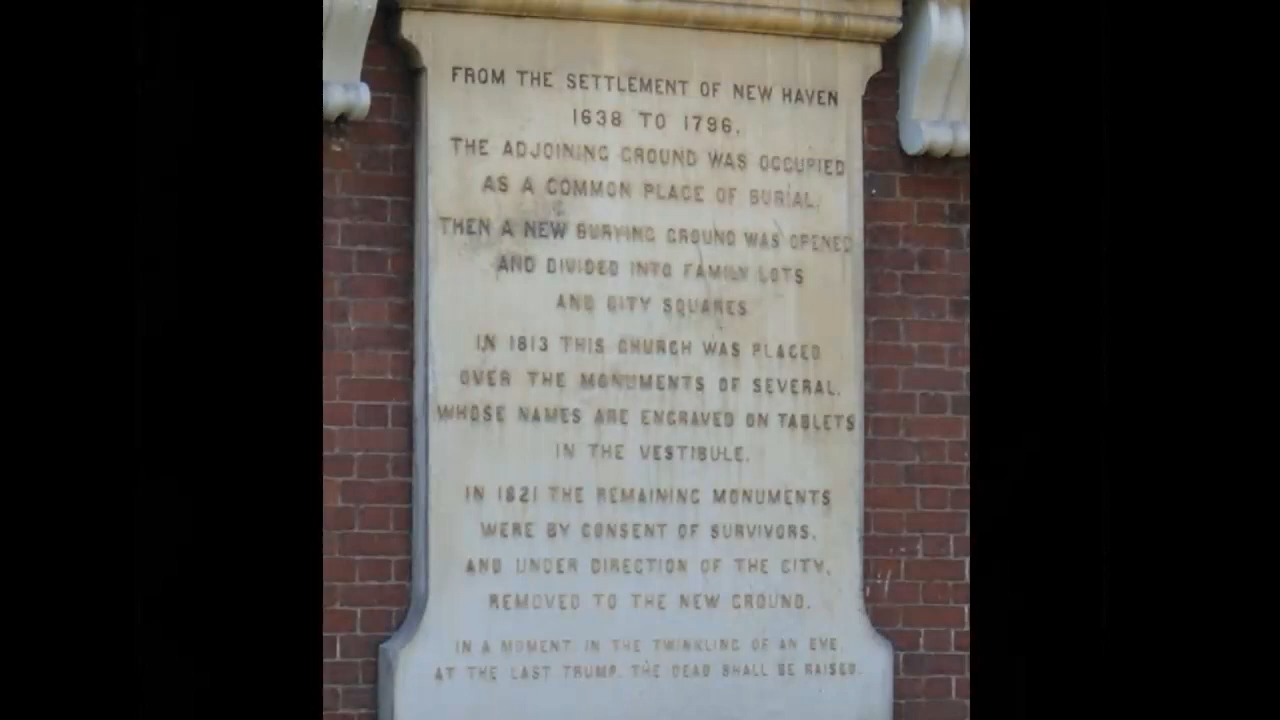 FROM THE SETTLEMENT OF NEW HAVEN
1638 TO 1796,
THE ADJOINING GROUND WAS OCCUPIED
AS A COMMON PLACE OF BURIAL,
THEN A NEW BURYING GROUND WAS OPENED
AND DIVIDED INTO FAMILY LOTS
AND CITY SQUARES
IN 1813 THIS CHURCH WAS PLACED
OVER THE MONUMENTS OF SEVERAL,
WHOSE NAMES ARE ENGRAVED ON TABLETS
IN THE VESTIBULE.
IN 1821 THE REMAINING MONUMENTS
WERE BY CONSENT OF SURVIVORS,
AND UNDER DIRECTION OF THE CITY,
REMOVED TO THE NEW GROUND.
IN A MOMENT IN THE TWINKLING OF AN EYE,
AT THE LAST TRUMP, THE DEAD SHALL BE RAISED.